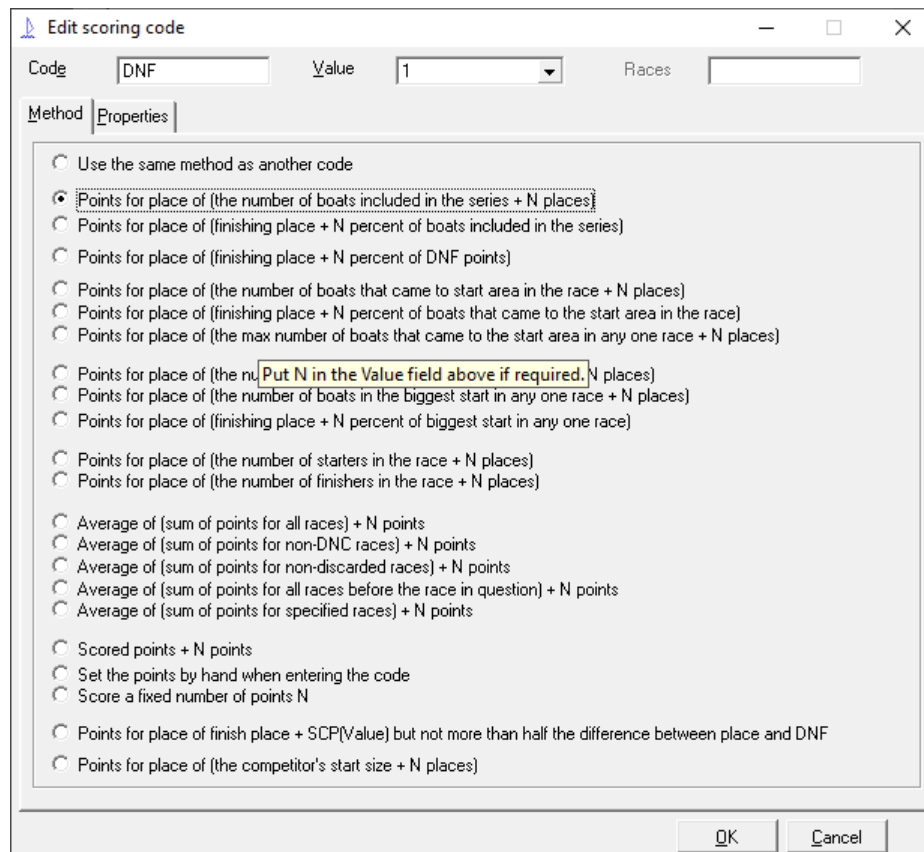 Edit scoring code
Code DNF Value 1 Races
Method Properties
Use the same method as another code
Points for place of (the number of boats included in the series + N places)
Points for place of (finishing place + N percent of boats included in the series)
Points for place of (finishing place + N percent of DNF points)
Points for place of (the number of boats that came to start area in the race + N places)
Points for place of (finishing place + N percent of boats that came to the start area in the race)
Points for place of (the max number of boats that came to the start area in any one race + N places)
Points for place of (the Put N in the Value field above if required. N places)
Points for place of (the number of boats in the biggest start in any one race + N places)
Points for place of (finishing place + N percent of biggest start in any one race)
Points for place of (the number of starters in the race + N places)
Points for place of (the number of finishers in the race + N places)
Average of (sum of points for all races) + N points
Average of (sum of points for non-DNC races) + N points
Average of (sum of points for non-discarded races) + N points
Average of (sum of points for all races before the race in question) + N points
Average of (sum of points for specified races) + N points
Scored points + N points
Set the points by hand when entering the code
Score a fixed number of points N
Points for place of finish place + SCP(Value) but not more than half the difference between place and DNF
Points for place of (the competitor's start size + N places)
OK Cancel